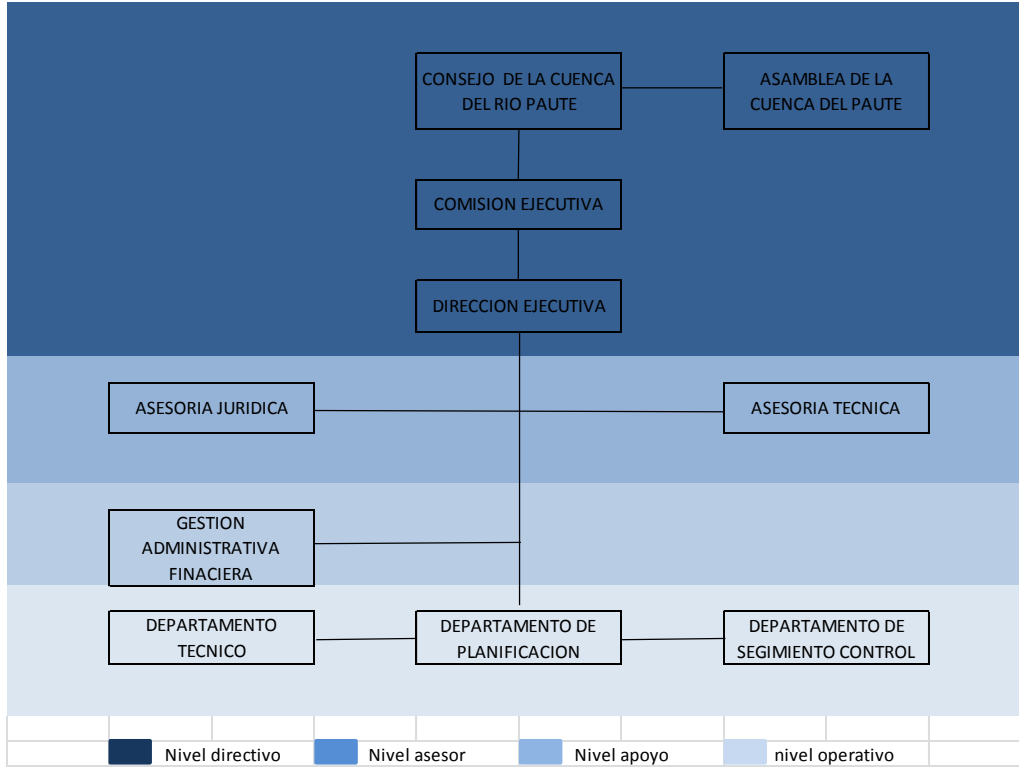 CONSEJO DE LA CUENCA
DEL RIO PAUTE
ASAMBLEA DE LA
CUENCA DEL PAUTE
COMISION EJECUTIVA
DIRECCION EJECUTIVA
ASESORIA JURIDICA
ASESORIA TECNICA
GESTION
ADMINISTRATIVA
FINACIERA
DEPARTAMENTO
TECNICO
DEPARTAMENTO DE
PLANIFICACION
DEPARTAMENTO DE
SEGIMIENTO CONTROL
Nivel directivo
Nivel asesor
Nivel apoyo
nivel operativo